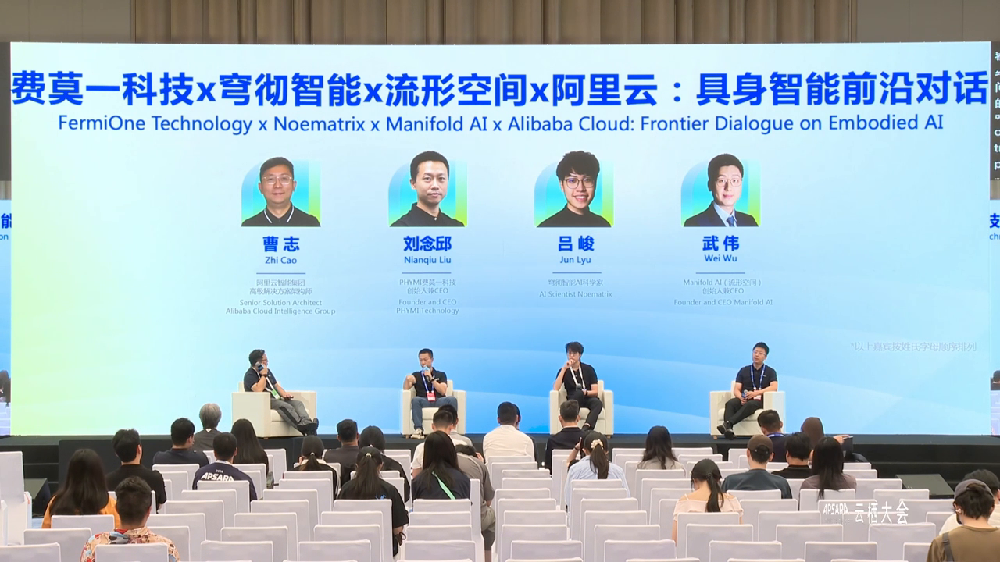 费莫一科技x穹彻智能x流形空间x阿里云：具身智能前沿对话
FermiOne Technology x Noematrix x Manifold AI x Alibaba Cloud: Frontier Dialogue on Embodied AI
曹 志
Zhi Cao
阿里云智能集团
高级解决方案架构师
Senior Solution Architect
Alibaba Cloud Intelligence Group
刘念邱
Nianqiu Liu
PHYMI费莫一科技
创始人兼CEO
Founder and CEO
PHYMI Technology
吕 峻
Jun Lyu
穹彻智能AI科学家
AI Scientist Noematrix
武 伟
Wei Wu
Manifold AI（流形空间）
创始人兼CEO
Founder and CEO Manifold AI
*以上嘉宾按姓氏字母顺序排列
能
on
技
APSARA
APSARA 云栖大会